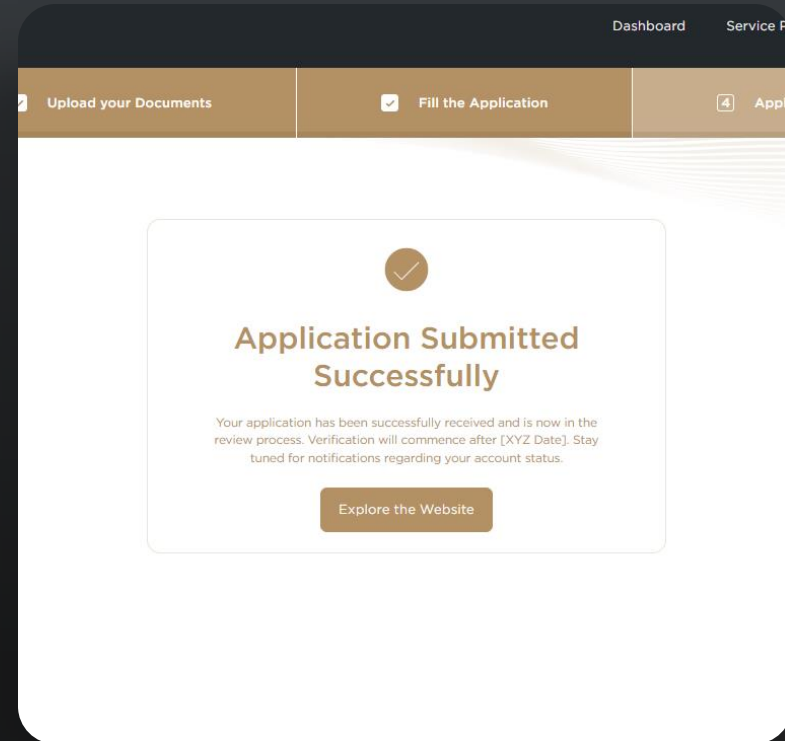 Dashboard Service P
Upload your Documents
Fill the Application
4 Appl
Application Submitted
Successfully
Your application has been successfully received and is now in the
review process. Verification will commence after [XYZ Date]. Stay
tuned for notifications regarding your account status.
Explore the Website